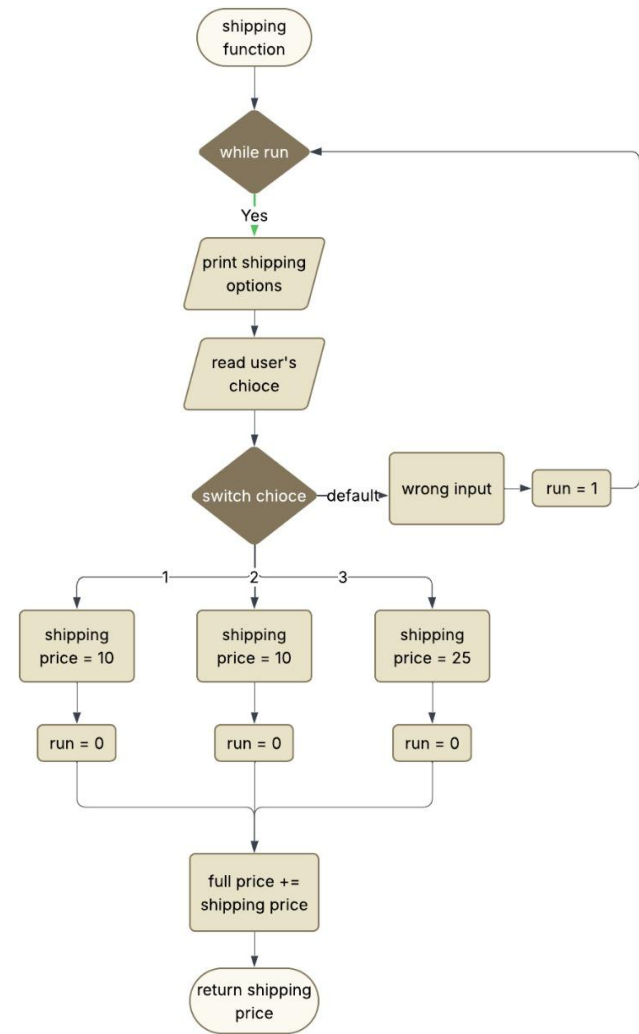 shipping
function
while run
Yes
print shipping
options
read user's
chioce
switch chioce
default
wrong input
run = 1
1
2
3
shipping
price = 10
shipping
price = 10
shipping
price = 25
run = 0
run = 0
run = 0
full price +=
shipping price
return shipping
price